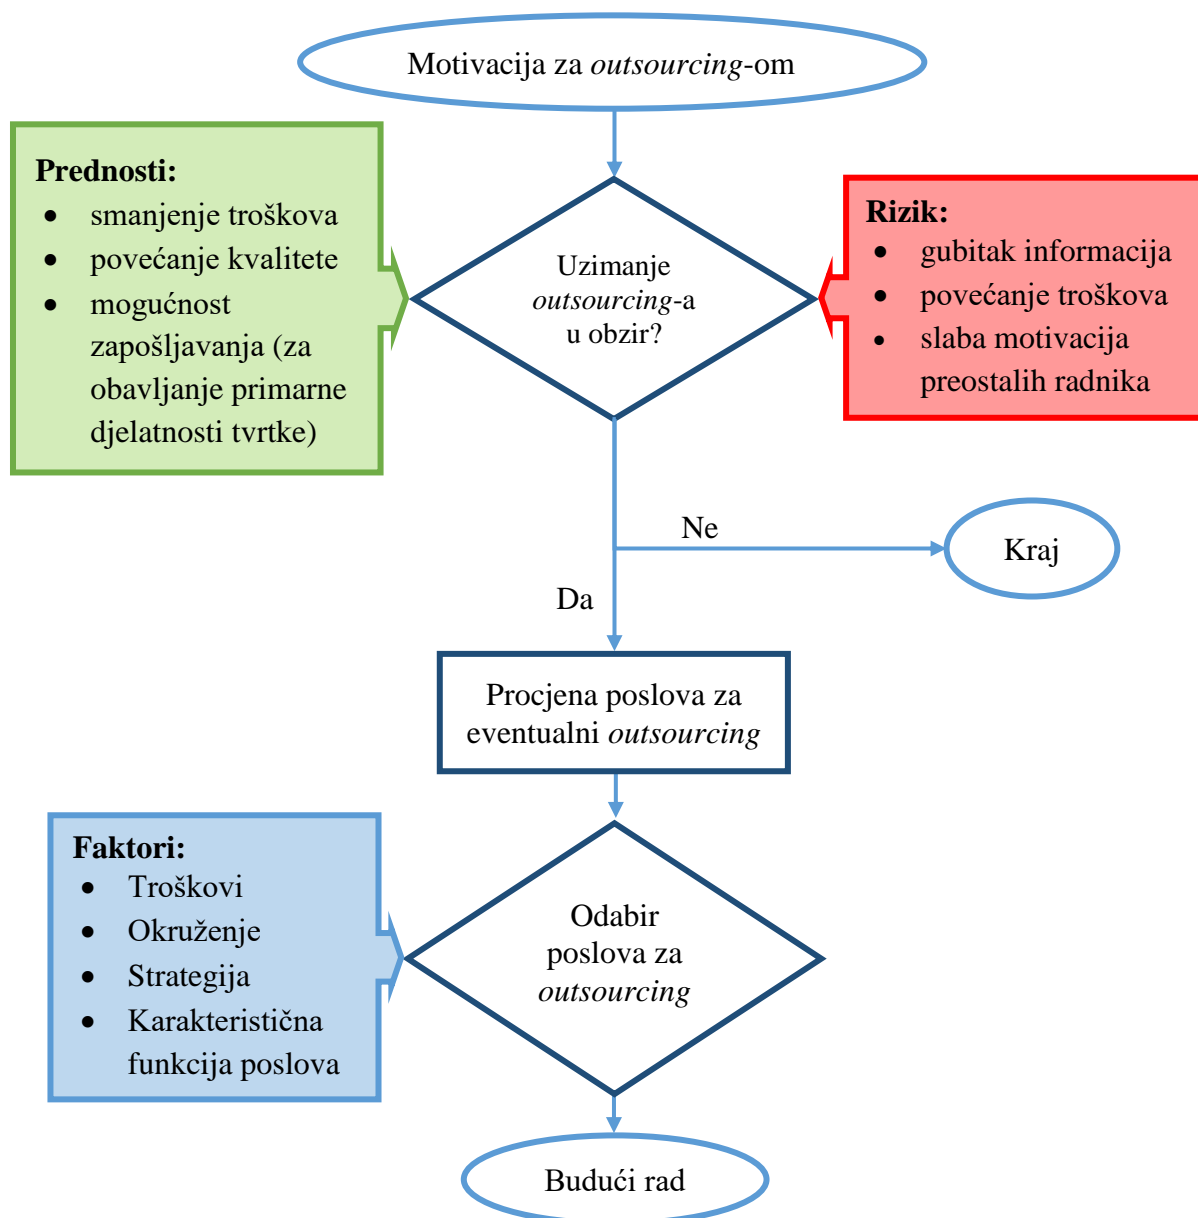 Motivacija za outsourcing-om
Prednosti:
• smanjenje troškova
• povećanje kvalitete
• mogućnost
zapošljavanja (za
obavljanje primarne
djelatnosti tvrtke)
Uzimanje
outsourcing-a
u obzir?
Rizik:
• gubitak informacija
• povećanje troškova
• slaba motivacija
preostalih radnika
Ne
Kraj
Da
Procjena poslova za
eventualni outsourcing
Faktori:
• Troškovi
• Okruženje
• Strategija
• Karakteristična
funkcija poslova
Odabir
poslova za
outsourcing
Budući rad